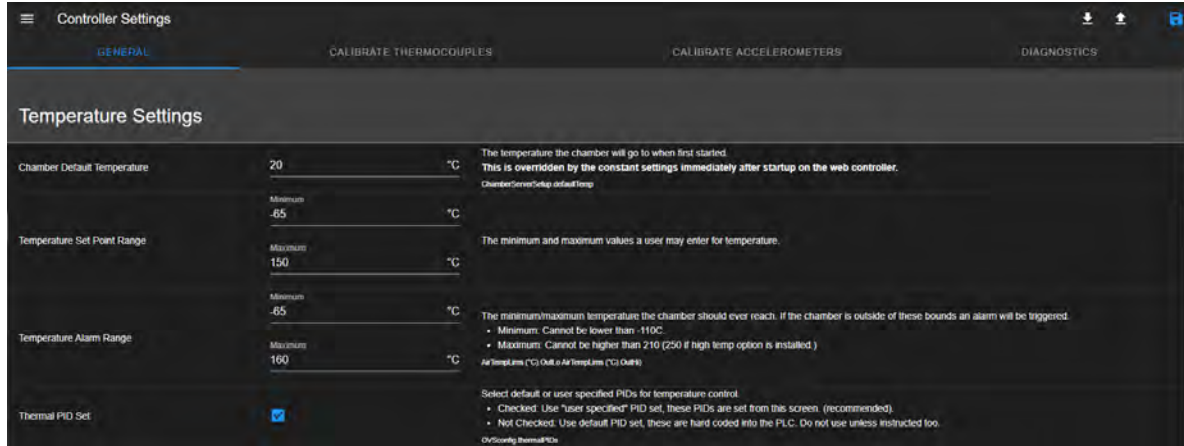 Controller Settings
GENERAL
CALIBRATE THERMOCOUPLES
CALIBRATE ACCELEROMETERS
DIAGNOSTICS
Temperature Settings
Chamber Default Temperature
20 °C
The temperature the chamber will go to when first started.
This is overridden by the constant settings immediately after startup on the web controller.
ChamberServerSetup.defaultTemp
Temperature Set Point Range
Minimum
-65 °C
Maximum
150 °C
The minimum and maximum values a user may enter for temperature.
Temperature Alarm Range
Minimum
-65 °C
Maximum
160 °C
The minimum/maximum temperature the chamber should ever reach. If the chamber is outside of these bounds an alarm will be triggered.
• Minimum: Cannot be lower than -110C.
• Maximum: Cannot be higher than 210 (250 if high temp option is installed.)
AirTempLims (°C).OutLo AirTempLims (°C).OutHi)
Thermal PID Set
Select default or user specified PIDs for temperature control.
• Checked: Use "user specified" PID set, these PIDs are set from this screen. (recommended).
• Not Checked: Use default PID set, these are hard coded into the PLC. Do not use unless instructed too.
OVSconfig.thermalPIDs